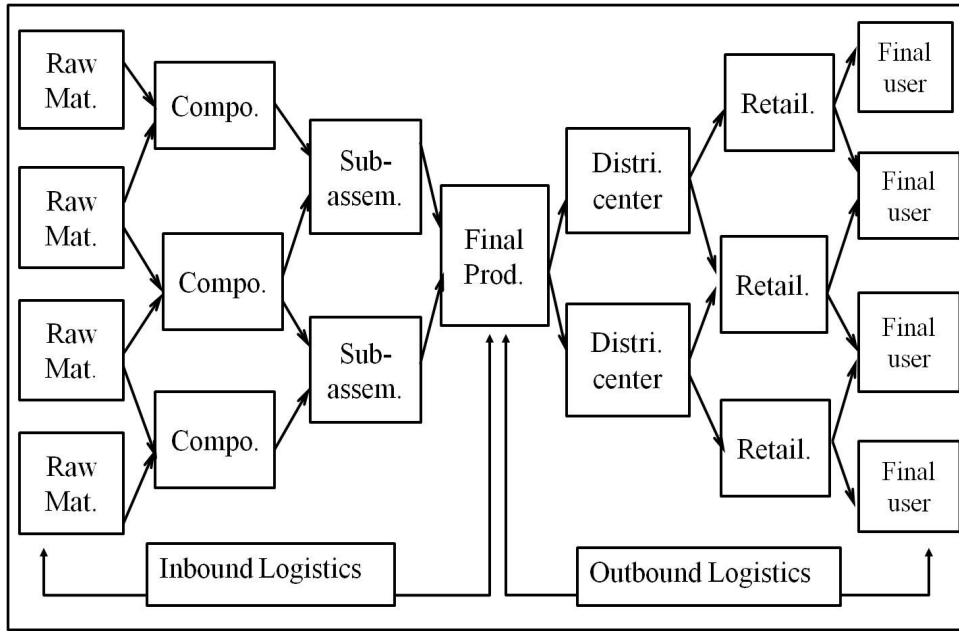 Raw
Mat.
Raw
Mat.
Raw
Mat.
Raw
Mat.
Compo.
Compo.
Compo.
Sub-
assem.
Sub-
assem.
Final
Prod.
Distri.
center
Distri.
center
Retail.
Retail.
Retail.
Final
user
Final
user
Final
user
Final
user
Inbound Logistics
Outbound Logistics